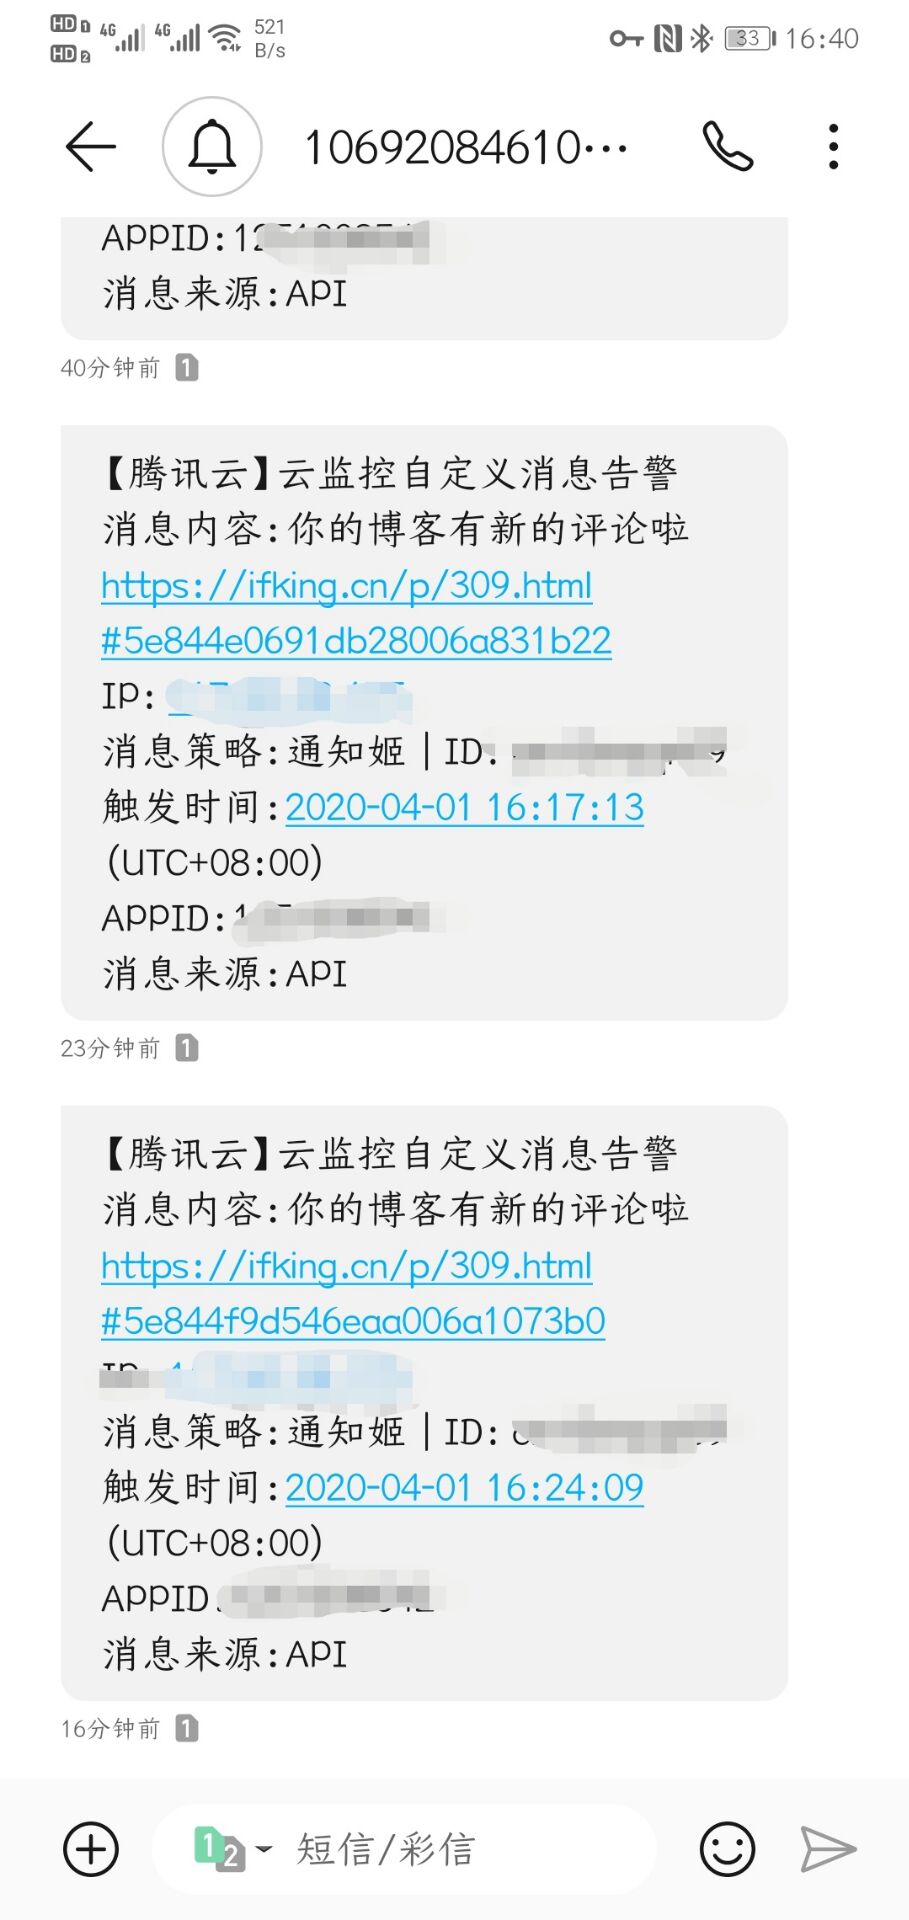 HD 1 4G 4G 521
HD 2 B/s
33 16:40
10692084610···
APPID:12
消息来源:API
40分钟前 1
【腾讯云】云监控自定义消息告警
消息内容:你的博客有新的评论啦
https://ifking.cn/p/309.html
#5e844e0691db28006a831b22
IP:
消息策略:通知姬|ID:
触发时间:2020-04-01 16:17:13
(UTC+08:00)
APPID:1
消息来源:API
23分钟前 1
【腾讯云】云监控自定义消息告警
消息内容:你的博客有新的评论啦
https://ifking.cn/p/309.html
#5e844f9d546eaa006a1073b0
消息策略:通知姬|ID:
触发时间:2020-04-01 16:24:09
(UTC+08:00)
APPID
消息来源:API
16分钟前 1
1 2 短信/彩信